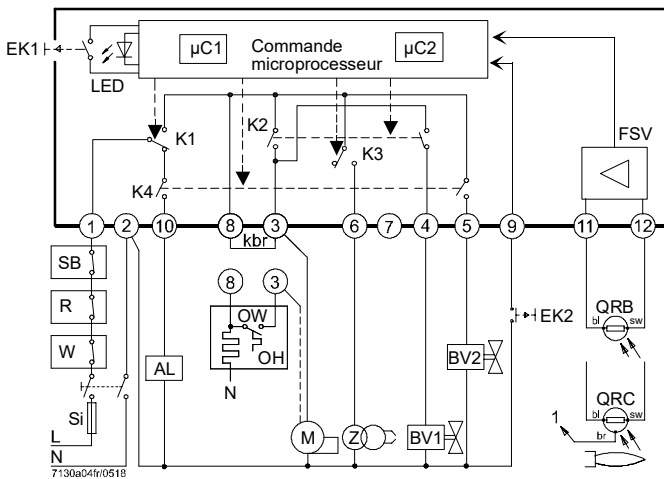 EK1
LED
µC1
Commande
microprocesseur
µC2
K1
K2
K3
K4
FSV
1
2
10
8
3
6
7
4
5
9
11
12
kbr
SB
R
W
Si
L
N
8
3
OW
OH
N
AL
M
Z
BV1
BV2
EK2
QRB
bl
sw
QRC
bl
sw
br
1
7130a04fr/0518